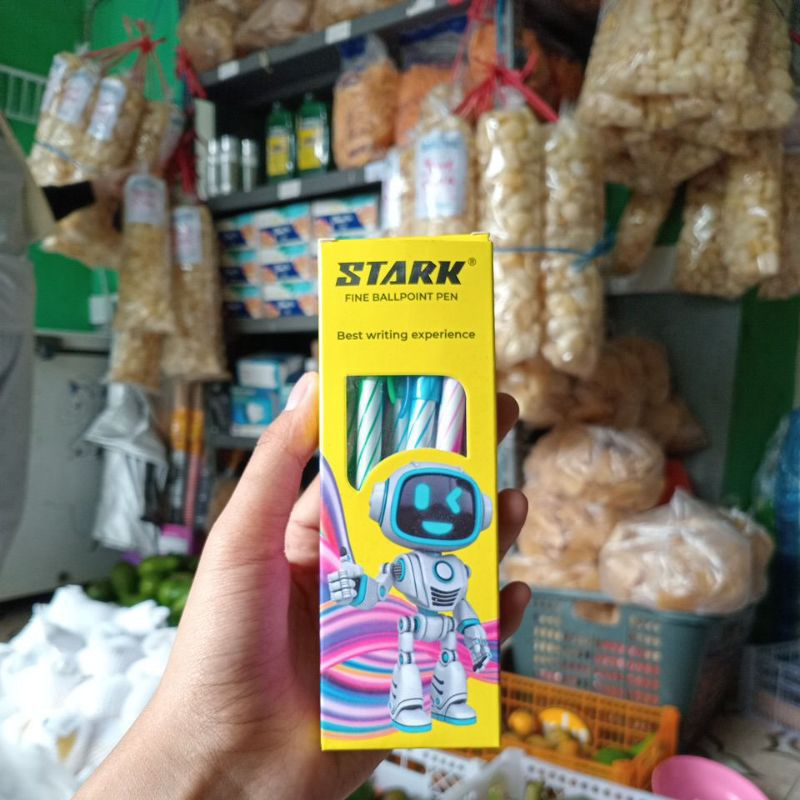 STARK®
FINE BALLPOINT PEN
Best writing experience